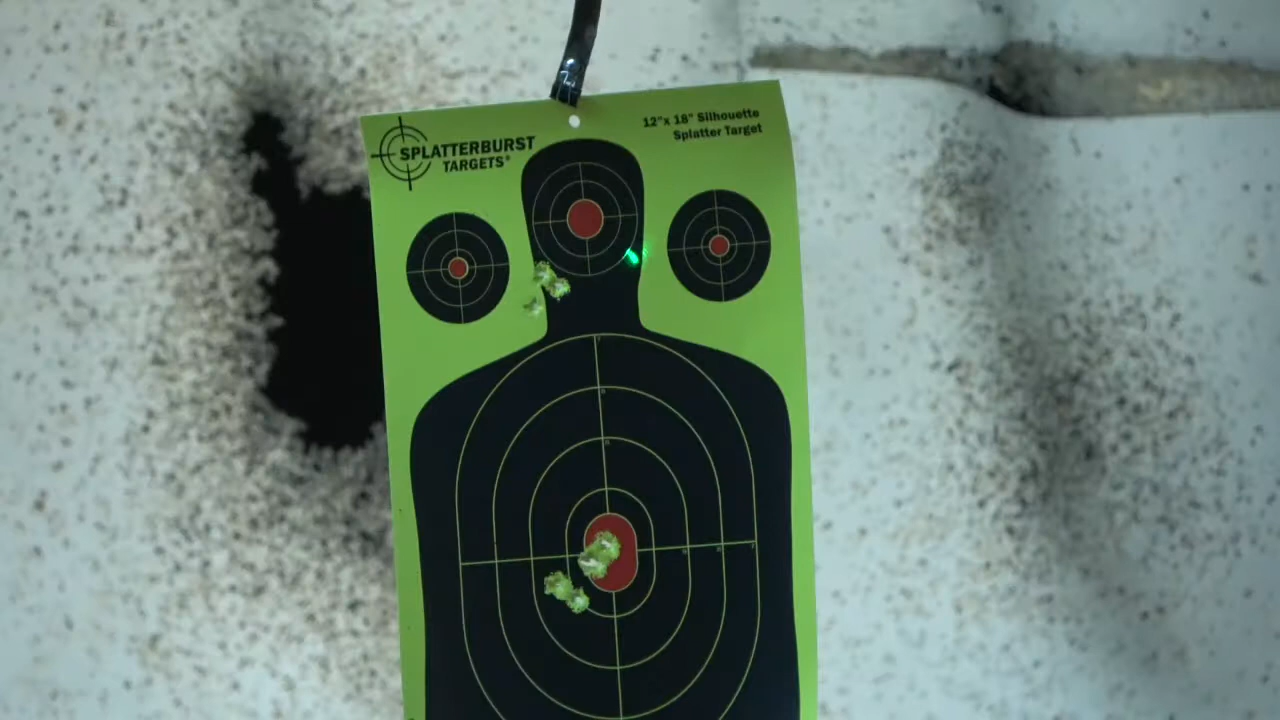 SPLATTERBURST
TARGETS®
12"x 18" Silhouette
Splatter Target